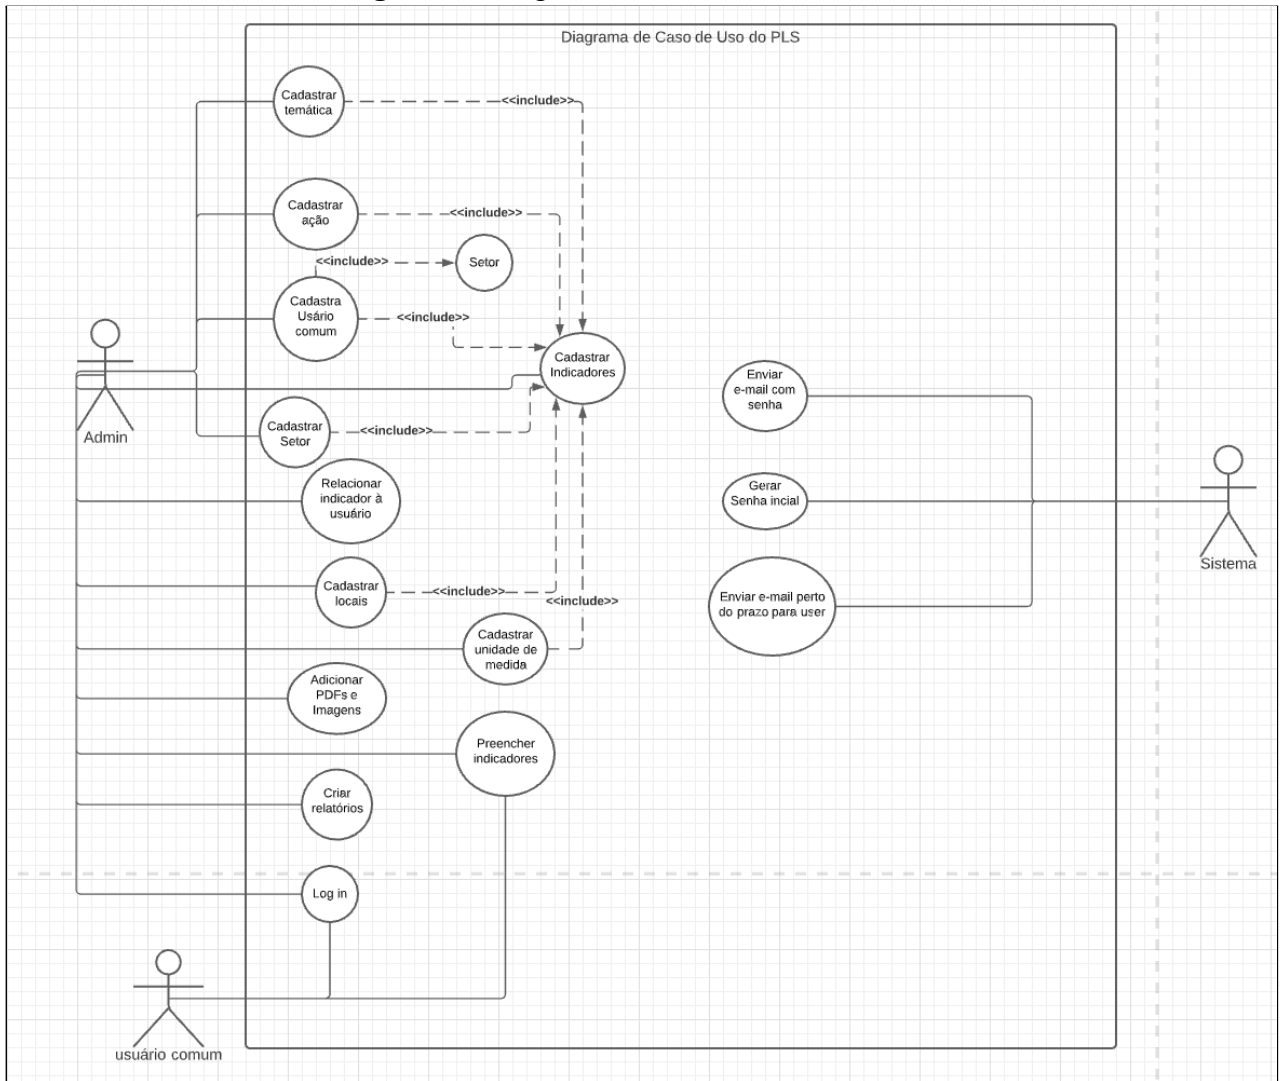 Diagrama de Caso de Uso do PLS
Cadastrar
temática
<<include>>
Cadastrar
ação
<<include>>
<<include>>
Setor
Cadastra
Usário
comum
<<include>>
Cadastrar
Indicadores
Admin
Cadastrar
Setor
<<include>>
Relacionar
indicador à
usuário
Cadastrar
locais
<<include>>
<<include>>
Cadastrar
unidade de
medida
Adicionar
PDFs e
Imagens
Preencher
indicadores
Criar
relatórios
Log in
usuário comum
Enviar
e-mail com
senha
Gerar
Senha incial
Enviar e-mail perto
do prazo para user
Sistema